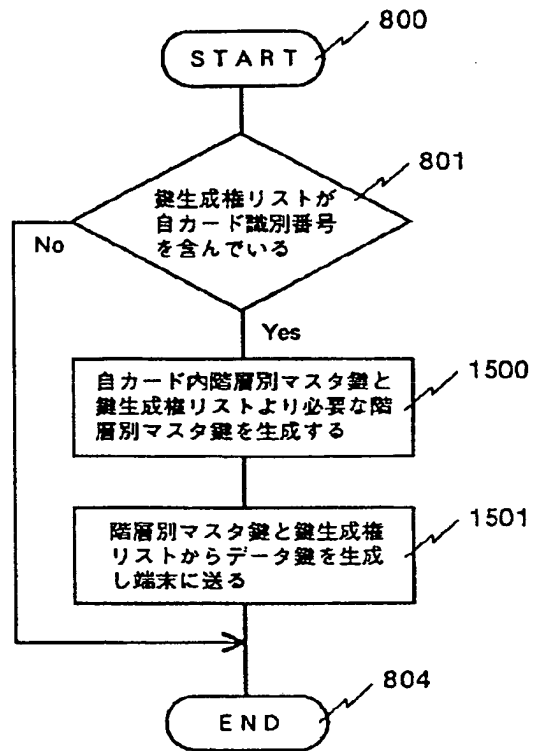 800
START
801
鍵生成権リストが
自カード識別番号
を含んでいる
No
Yes
1500
自カード内階層別マスタ鍵と
鍵生成権リストより必要な階
層別マスタ鍵を生成する
1501
階層別マスタ鍵と鍵生成権
リストからデータ鍵を生成
し端末に送る
804
END